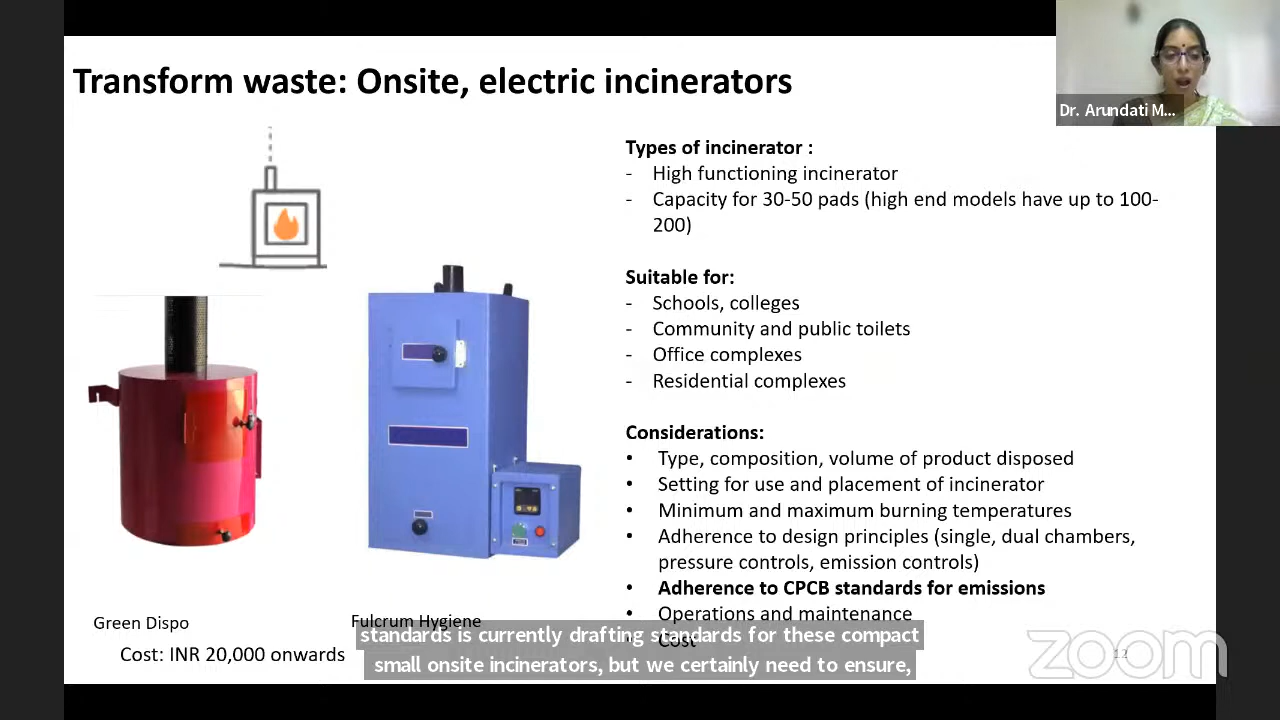 Transform waste: Onsite, electric incinerators
Dr. Arundati M...
Types of incinerator :
- High functioning incinerator
- Capacity for 30-50 pads (high end models have up to 100-
200)
Suitable for:
- Schools, colleges
- Community and public toilets
- Office complexes
- Residential complexes
Considerations:
• Type, composition, volume of product disposed
• Setting for use and placement of incinerator
• Minimum and maximum burning temperatures
• Adherence to design principles (single, dual chambers,
pressure controls, emission controls)
• Adherence to CPCB standards for emissions
• Operations and maintenance
• Cost
Green Dispo
Fulcrum Hygiene
Cost: INR 20,000 onwards
standards is currently drafting standards for these compact
small onsite incinerators, but we certainly need to ensure,
12
zoom